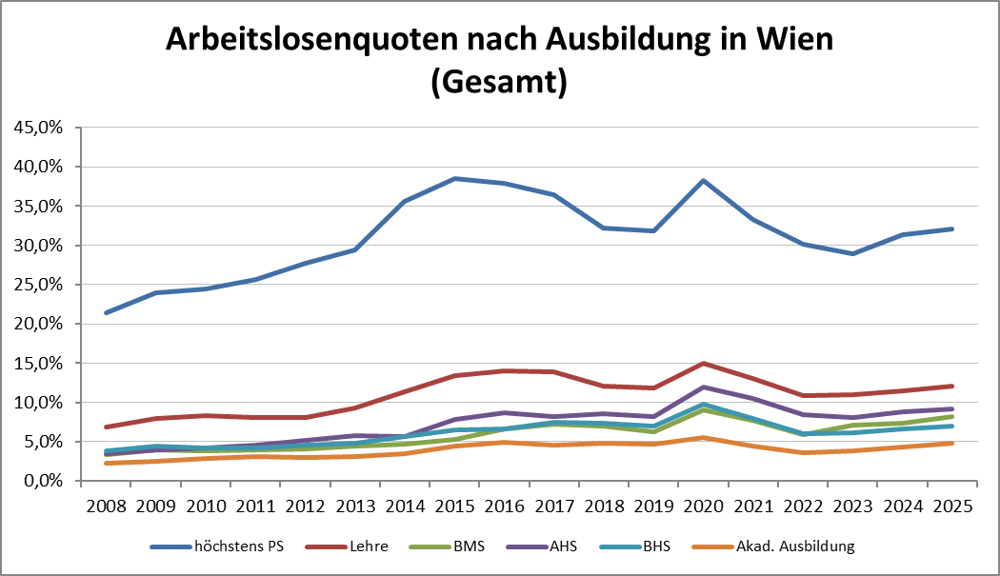 Arbeitslosenquoten nach Ausbildung in Wien
(Gesamt)
45,0%
40,0%
35,0%
30,0%
25,0%
20,0%
15,0%
10,0%
5,0%
0,0%
2008 2009 2010 2011 2012 2013 2014 2015 2016 2017 2018 2019 2020 2021 2022 2023 2024 2025
höchstens PS Lehre BMS AHS BHS Akad. Ausbildung